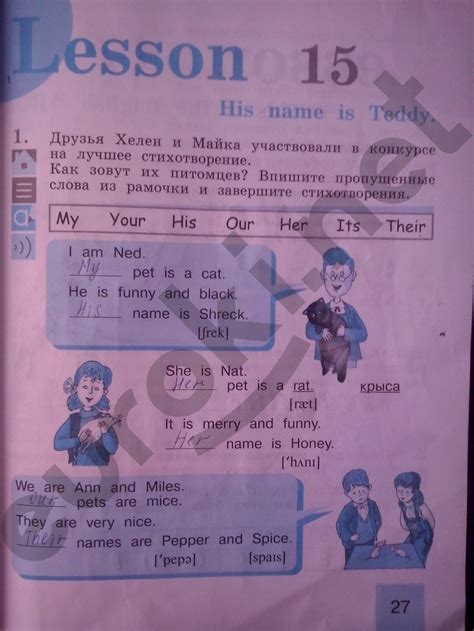 Lesson 15
His name is Teddy.
1. Друзья Хелен и Майка участвовали в конкурсе
на лучшее стихотворение.
Как зовут их питомцев? Впишите пропущенные
слова из рамочки и завершите стихотворения.
My Your His Our Her Its Their
I am Ned.
My pet is a cat.
He is funny and black.
His name is Shreck.
[ʃrek]
She is Nat.
Her pet is a rat. крыса
[ræt]
It is merry and funny.
Her name is Honey.
['hʌnɪ]
We are Ann and Miles.
Our pets are mice.
They are very nice.
Their names are Pepper and Spice.
['pepə] [spaɪs]
27
euroki.net